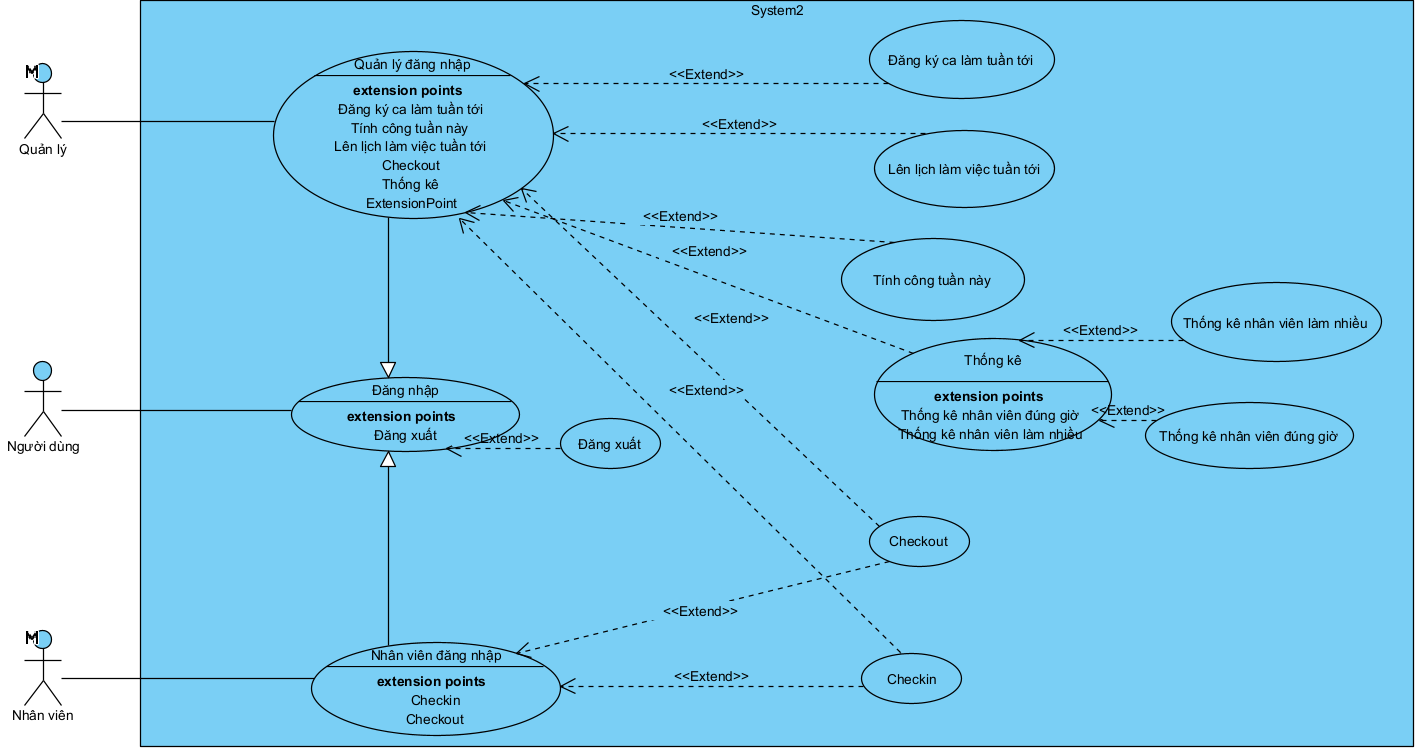 System2
Quản lý
Quản lý đăng nhập
extension points
Đăng ký ca làm tuần tới
Tính công tuần này
Lên lịch làm việc tuần tới
Checkout
Thống kê
ExtensionPoint
<<Extend>>
Đăng ký ca làm tuần tới
<<Extend>>
Lên lịch làm việc tuần tới
<<Extend>>
Tính công tuần này
<<Extend>>
<<Extend>>
<<Extend>>
Thống kê
extension points
Thống kê nhân viên đúng giờ
Thống kê nhân viên làm nhiều
<<Extend>>
Thống kê nhân viên làm nhiều
<<Extend>>
Thống kê nhân viên đúng giờ
Người dùng
Đăng nhập
extension points
Đăng xuất
<<Extend>>
Đăng xuất
Checkout
<<Extend>>
M
M
Nhân viên
Nhân viên đăng nhập
extension points
Checkin
Checkout
<<Extend>>
Checkin